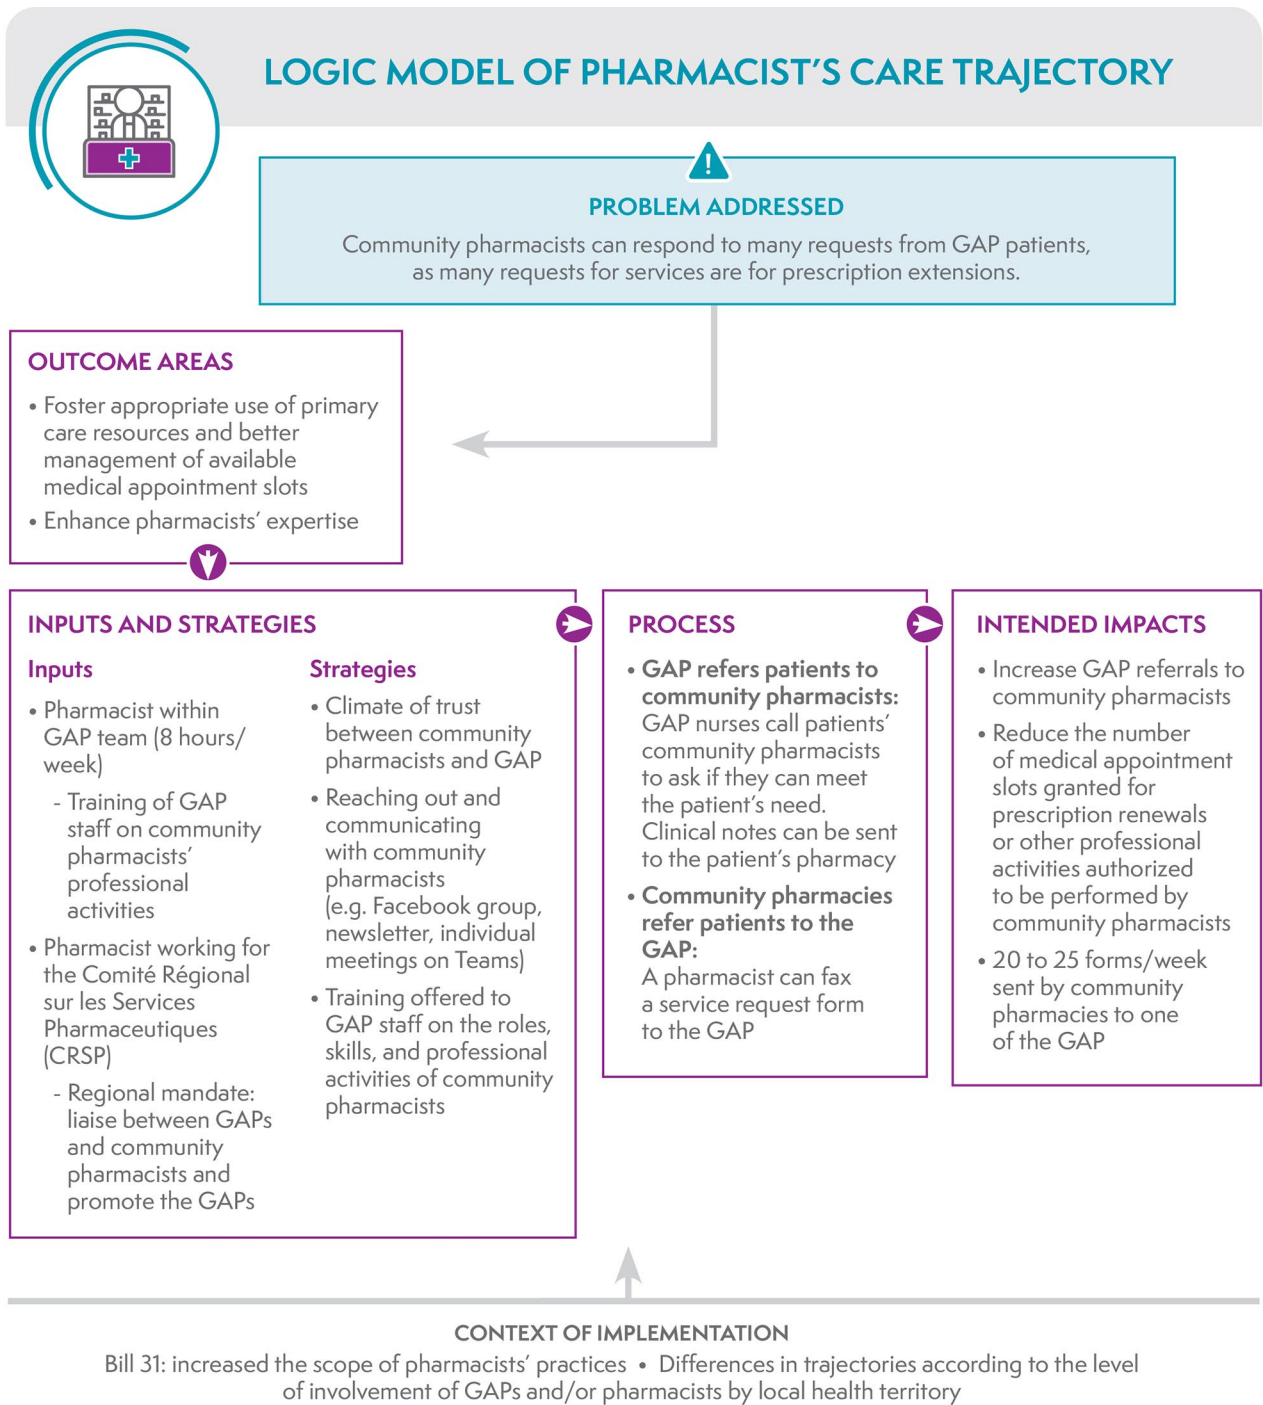 LOGIC MODEL OF PHARMACIST’S CARE TRAJECTORY
PROBLEM ADDRESSED
Community pharmacists can respond to many requests from GAP patients,
as many requests for services are for prescription extensions.
OUTCOME AREAS
• Foster appropriate use of primary
care resources and better
management of available
medical appointment slots
• Enhance pharmacists’ expertise
INPUTS AND STRATEGIES
Inputs
• Pharmacist within
GAP team (8 hours/
week)
- Training of GAP
staff on community
pharmacists’
professional
activities
• Pharmacist working for
the Comité Régional
sur les Services
Pharmaceutiques
(CRSP)
- Regional mandate:
liaise between GAPs
and community
pharmacists and
promote the GAPs
Strategies
• Climate of trust
between community
pharmacists and GAP
• Reaching out and
communicating
with community
pharmacists
(e.g. Facebook group,
newsletter, individual
meetings on Teams)
• Training offered to
GAP staff on the roles,
skills, and professional
activities of community
pharmacists
PROCESS
• GAP refers patients to
community pharmacists:
GAP nurses call patients’
community pharmacists
to ask if they can meet
the patient’s need.
Clinical notes can be sent
to the patient’s pharmacy
• Community pharmacies
refer patients to the
GAP:
A pharmacist can fax
a service request form
to the GAP
INTENDED IMPACTS
• Increase GAP referrals to
community pharmacists
• Reduce the number
of medical appointment
slots granted for
prescription renewals
or other professional
activities authorized
to be performed by
community pharmacists
• 20 to 25 forms/week
sent by community
pharmacies to one
of the GAP
CONTEXT OF IMPLEMENTATION
Bill 31: increased the scope of pharmacists’ practices • Differences in trajectories according to the level
of involvement of GAPs and/or pharmacists by local health territory